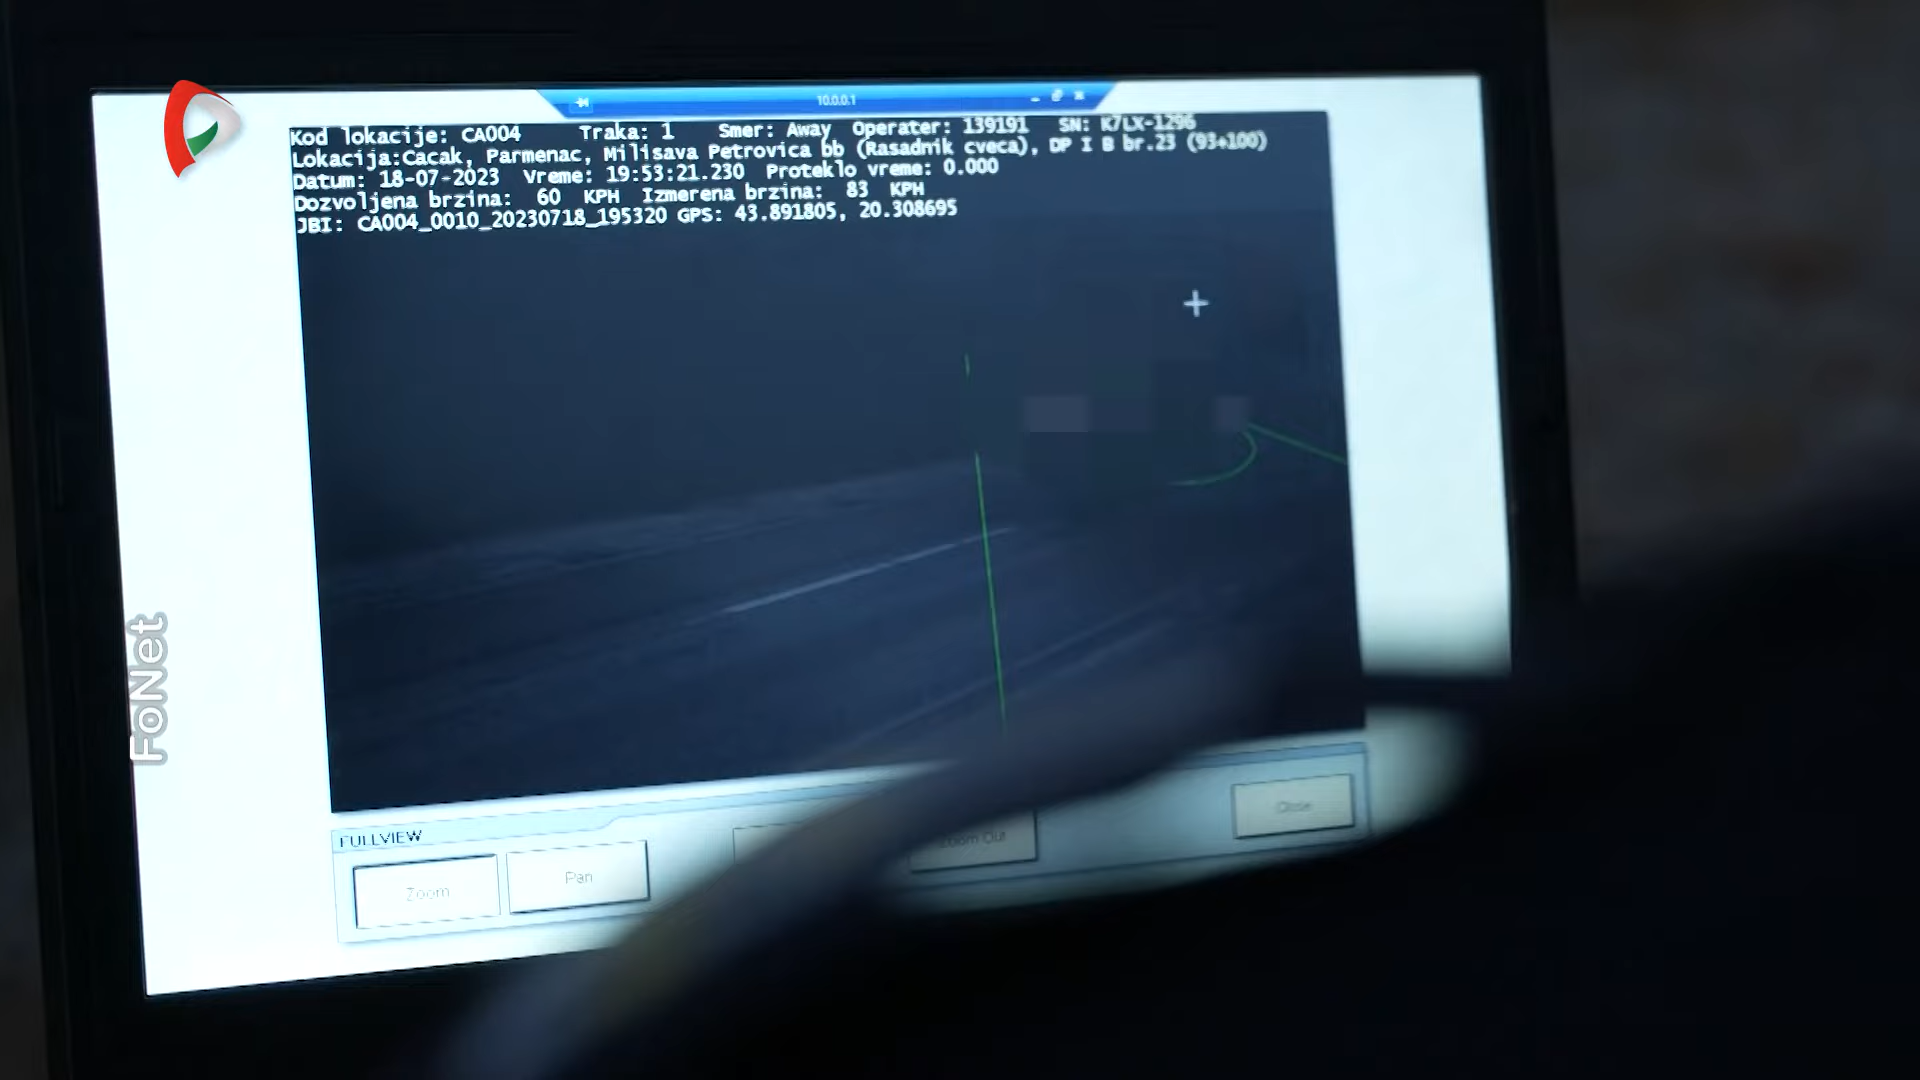 10.0.0.1
Kod lokacije: CA004 Traka: 1 Smer: Away Operater: 139191 SN: K7LX-1296
Lokacija:Cacak, Parmenac, Milisava Petrovica bb (Rasadnik cveca), DP I B br.23 (93+100)
Datum: 18-07-2023 Vreme: 19:53:21.230 Proteklo vreme: 0.000
Dozvoljena brzina: 60 KPH Izmerena brzina: 83 KPH
JBI: CA004_0010_20230718_195320 GPS: 43.891805, 20.308695
FoNet
FULLVIEW
Zoom Pan Zoom Out Close